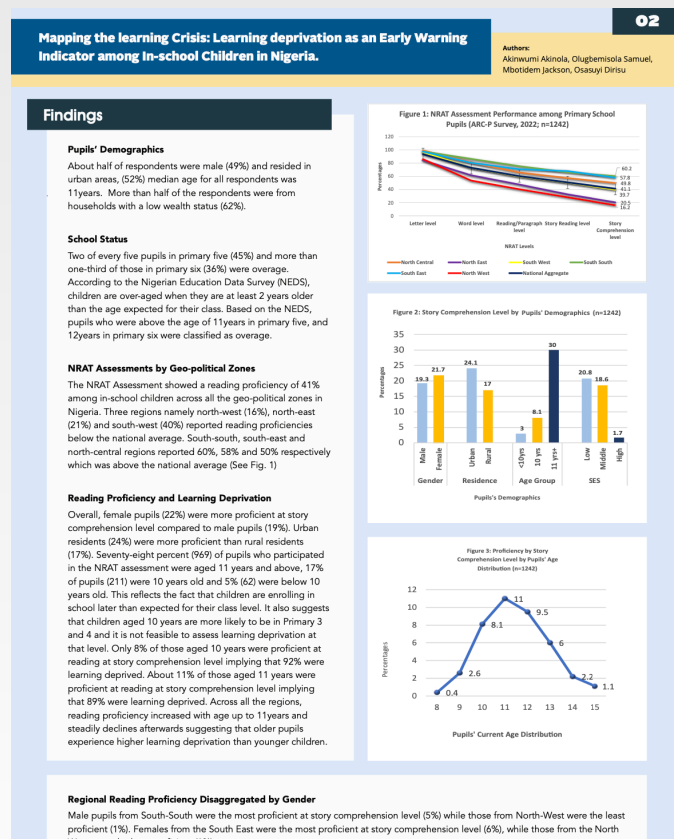 02
Mapping the learning Crisis: Learning deprivation as an Early Warning
Indicator among In-school Children in Nigeria.
Authors:
Akinwumi Akinola, Olugbemisola Samuel,
Mbotidem Jackson, Osasuyi Dirisu
Findings
Pupils' Demographics
About half of respondents were male (49%) and resided in
urban areas, (52%) median age for all respondents was
11years. More than half of the respondents were from
households with a low wealth status (62%).
School Status
Two of every five pupils in primary five (45%) and more than
one-third of those in primary six (36%) were overage.
According to the Nigerian Education Data Survey (NEDS),
children are over-aged when they are at least 2 years older
than the age expected for their class. Based on the NEDS,
pupils who were above the age of 11years in primary five, and
12years in primary six were classified as overage.
NRAT Assessments by Geo-political Zones
The NRAT Assessment showed a reading proficiency of 41%
among in-school children across all the geo-political zones in
Nigeria. Three regions namely north-west (16%), north-east
(21%) and south-west (40%) reported reading proficiencies
below the national average. South-south, south-east and
north-central regions reported 60%, 58% and 50% respectively
which was above the national average (See Fig. 1)
Reading Proficiency and Learning Deprivation
Overall, female pupils (22%) were more proficient at story
comprehension level compared to male pupils (19%). Urban
residents (24%) were more proficient than rural residents
(17%). Seventy-eight percent (969) of pupils who participated
in the NRAT assessment were aged 11 years and above, 17%
of pupils (211) were 10 years old and 5% (62) were below 10
years old. This reflects the fact that children are enrolling in
school later than expected for their class level. It also suggests
that children aged 10 years are more likely to be in Primary 3
and 4 and it is not feasible to assess learning deprivation at
that level. Only 8% of those aged 10 years were proficient at
reading at story comprehension level implying that 92% were
learning deprived. About 11% of those aged 11 years were
proficient at reading at story comprehension level implying
that 89% were learning deprived. Across all the regions,
reading proficiency increased with age up to 11years and
steadily declines afterwards suggesting that older pupils
experience higher learning deprivation than younger children.
Figure 1: NRAT Assessment Performance among Primary School
Pupils (ARC-P Survey, 2022; n=1242)
Percentages
120
100
80
60
40
20
0
60.2
57.8
49.8
41.1
39.7
20.5
16.2
Letter level Word level Reading/Paragraph level Story Reading level Story Comprehension level
NRAT Levels
North Central North East South West South South
South East North West National Aggregate
Figure 2: Story Comprehension Level by Pupils' Demographics (n=1242)
Percentages
35
30
25
20
15
10
5
0
19.3 21.7 24.1 17 3 8.1 30 20.8 18.6 1.7
Male Female Urban Rural <10yrs 10 yrs 11 yrs+ Low Middle High
Gender Residence Age Group SES
Pupils's Demographics
Figure 3: Proficiency by Story
Comprehension Level by Pupils' Age
Distribution (n=1242)
Percentages
12
10
8
6
4
2
0
0.4 2.6 8.1 11 9.5 6 2.2 1.1
8 9 10 11 12 13 14 15
Pupils' Current Age Distribution
Regional Reading Proficiency Disaggregated by Gender
Male pupils from South-South were the most proficient at story comprehension level (5%) while those from North-West were the least
proficient (1%). Females from the South East were the most proficient at story comprehension level (6%), while those from the North